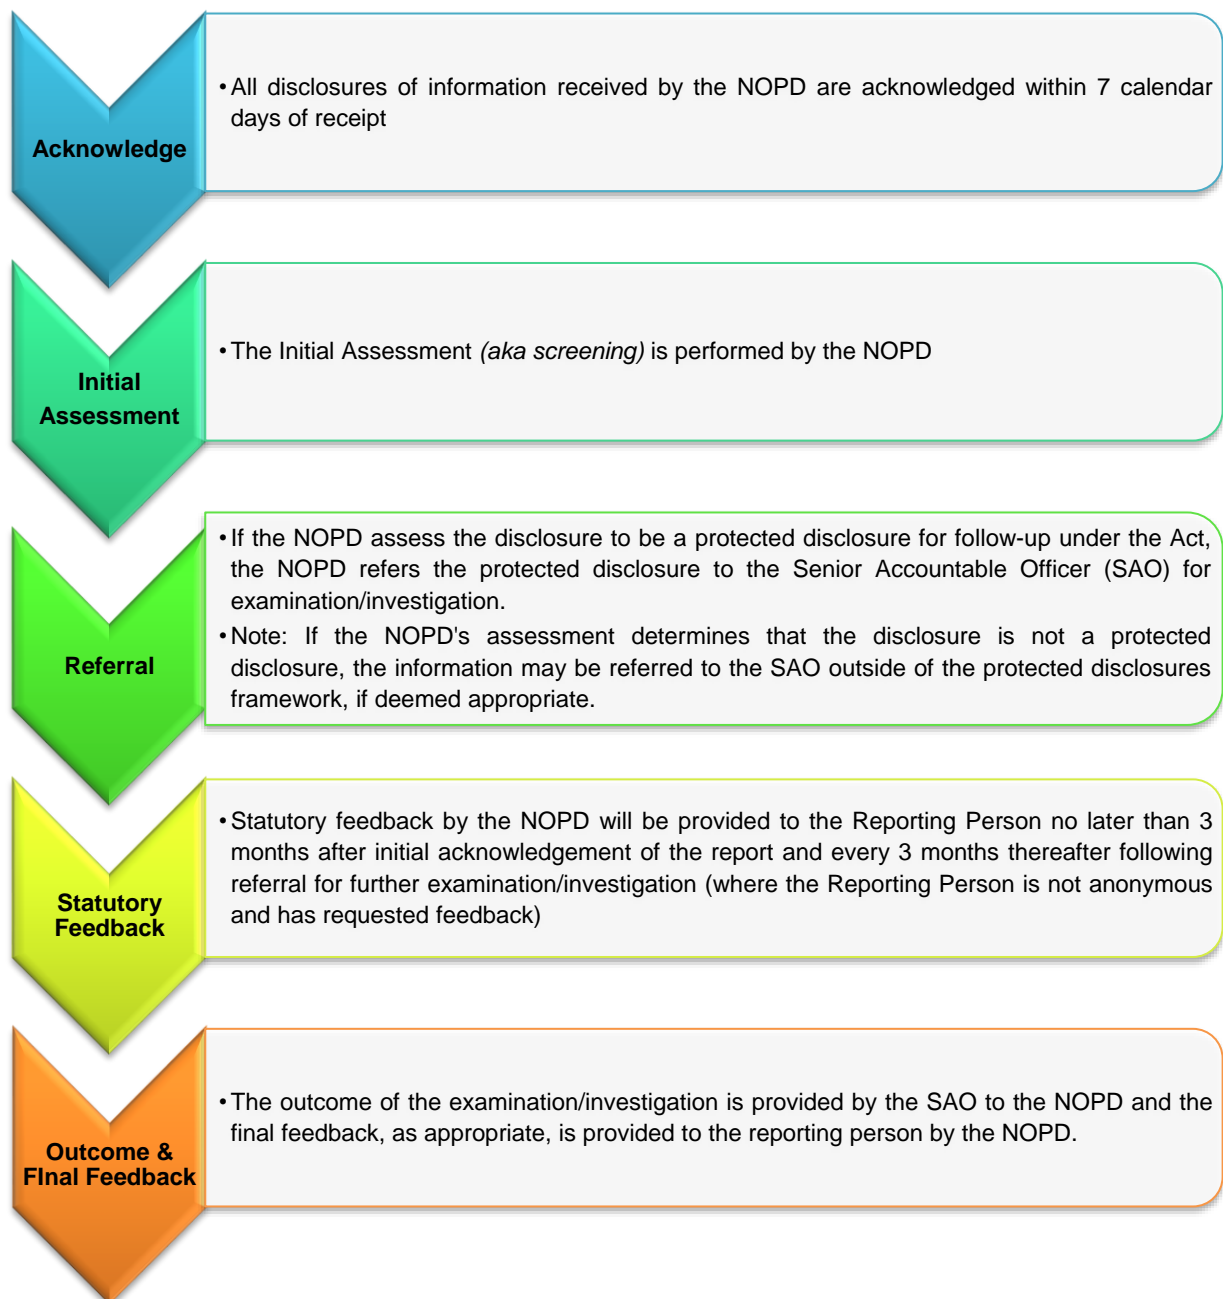 Acknowledge
•All disclosures of information received by the NOPD are acknowledged within 7 calendar
days of receipt
Initial
Assessment
•The Initial Assessment (aka screening) is performed by the NOPD
Referral
•If the NOPD assess the disclosure to be a protected disclosure for follow-up under the Act,
the NOPD refers the protected disclosure to the Senior Accountable Officer (SAO) for
examination/investigation.
•Note: If the NOPD's assessment determines that the disclosure is not a protected
disclosure, the information may be referred to the SAO outside of the protected disclosures
framework, if deemed appropriate.
Statutory
Feedback
•Statutory feedback by the NOPD will be provided to the Reporting Person no later than 3
months after initial acknowledgement of the report and every 3 months thereafter following
referral for further examination/investigation (where the Reporting Person is not anonymous
and has requested feedback)
Outcome &
FInal Feedback
•The outcome of the examination/investigation is provided by the SAO to the NOPD and the
final feedback, as appropriate, is provided to the reporting person by the NOPD.